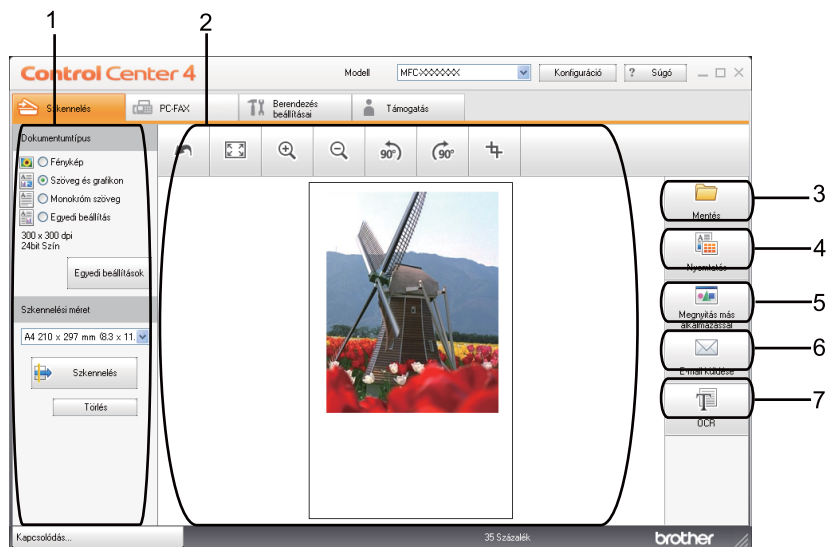 1
2
Control Center 4
Modell
MFC-XXXXXX
Konfiguráció
? Súgó
Szkennelés
PC-FAX
Berendezés
beállításai
Támogatás
Dokumentumtípus
Fénykép
Szöveg és grafikon
Monokróm szöveg
Egyedi beállítás
300 x 300 dpi
24bit Szín
Egyedi beállítások
Szkennelési méret
A4 210 x 297 mm (8.3 x 11.
Szkennelés
Törlés
90°
90°
Mentés
3
Nyomtatás
4
Megnyitás más
alkalmazással
5
E-mail küldése
6
OCR
7
Kapcsolódás...
35 Százalék
brother